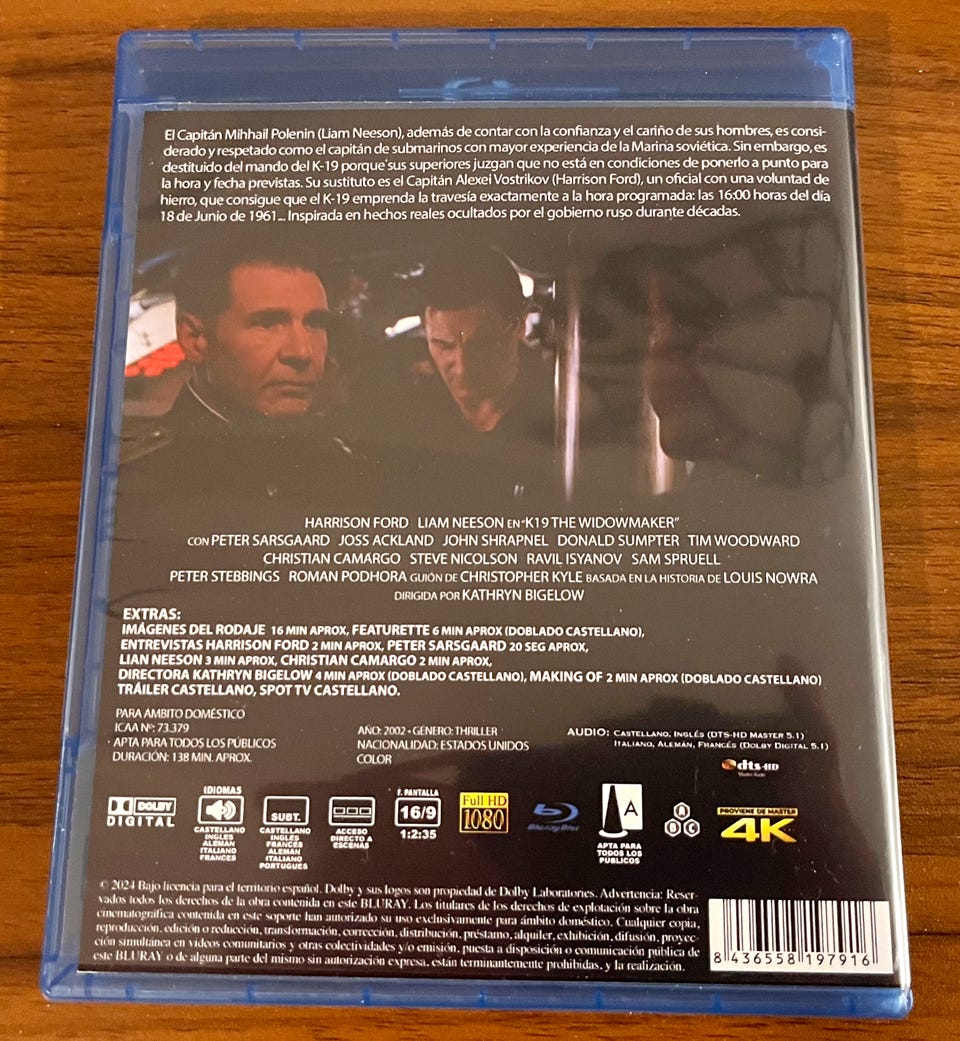 El Capitán Mihhail Polenin (Liam Neeson), además de contar con la confianza y el cariño de sus hombres, es consi-
derado y respetado como el capitán de submarinos con mayor experiencia de la Marina soviética. Sin embargo, es
destituido del mando del K-19 porque sus superiores juzgan que no está en condiciones de ponerlo a punto para
la hora y fecha previstas. Su sustituto es el Capitán Alexei Vostrikov (Harrison Ford), un oficial con una voluntad de
hierro, que consigue que el K-19 emprenda la travesía exactamente a la hora programada: las 16:00 horas del día
18 de Junio de 1961... Inspirada en hechos reales ocultados por el gobierno ruso durante décadas.
HARRISON FORD LIAM NEESON EN "K19 THE WIDOWMAKER"
CON PETER SARSGAARD JOSS ACKLAND JOHN SHRAPNEL DONALD SUMPTER TIM WOODWARD
CHRISTIAN CAMARGO STEVE NICOLSON RAVIL ISYANOV SAM SPRUELL
PETER STEBBINGS ROMAN PODHORA GUIÓN DE CHRISTOPHER KYLE BASADA EN LA HISTORIA DE LOUIS NOWRA
DIRIGIDA POR KATHRYN BIGELOW
EXTRAS:
IMÁGENES DEL RODAJE 16 MIN APROX, FEATURETTE 6 MIN APROX (DOBLADO CASTELLANO),
ENTREVISTAS HARRISON FORD 2 MIN APROX, PETER SARSGAARD 20 SEG APROX,
LIAN NEESON 3 MIN APROX, CHRISTIAN CAMARGO 2 MIN APROX,
DIRECTORA KATHRYN BIGELOW 4 MIN APROX (DOBLADO CASTELLANO), MAKING OF 2 MIN APROX (DOBLADO CASTELLANO)
TRÁILER CASTELLANO, SPOT TV CASTELLANO.
PARA ÁMBITO DOMÉSTICO
ICAA Nº: 73.379
APTA PARA TODOS LOS PÚBLICOS
DURACIÓN: 138 MIN. APROX.
AÑO: 2002 • GÉNERO: THRILLER
NACIONALIDAD: ESTADOS UNIDOS
COLOR
AUDIO: CASTELLANO, INGLÉS (DTS-HD MASTER 5.1)
ITALIANO, ALEMÁN, FRANCÉS (DOLBY DIGITAL 5.1)
dts-HD
Master Audio
DOLBY
DIGITAL
IDIOMAS
CASTELLANO
INGLES
ALEMAN
ITALIANO
FRANCES
SUBT.
CASTELLANO
INGLES
FRANCES
ALEMAN
ITALIANO
PORTUGUES
ACCESO
DIRECTO A
ESCENAS
F. PANTALLA
16/9
1:2:35
Full HD
1080
Blu-ray Disc
A
APTA PARA
TODOS LOS
PUBLICOS
A
B C
PROVIENE DE MASTER
4K
© 2024 Bajo licencia para el territorio español. Dolby y sus logos son propiedad de Dolby Laboratories. Advertencia: Reser-
vados todos los derechos de la obra contenida en este BLURAY. Los titulares de los derechos de explotación sobre la obra
cinematográfica contenida en este soporte han autorizado su uso exclusivamente para ámbito doméstico. Cualquier copia,
reproducción, edición o reducción, transformación, corrección, distribución, préstamo, alquiler, exhibición, difusión, proyec-
ción simultánea en vídeos comunitarios y otras colectividades y/o emisión, puesta a disposición o comunicación pública de
este BLURAY o de alguna parte del mismo sin autorización expresa, están terminantemente prohibidas, y la realización.
8 436558 197916